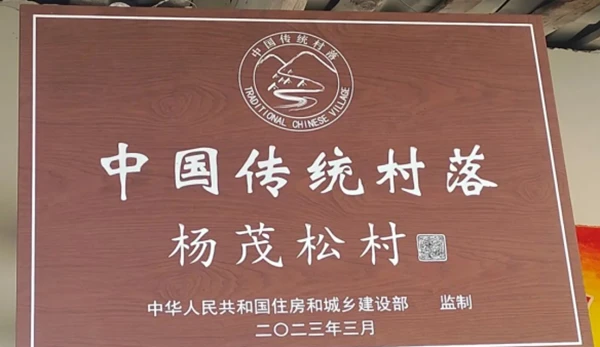 中国传统村落
TRADITIONAL CHINESE VILLAGE
中国传统村落
杨茂松村
中华人民共和国住房和城乡建设部 监制
二〇二三年三月